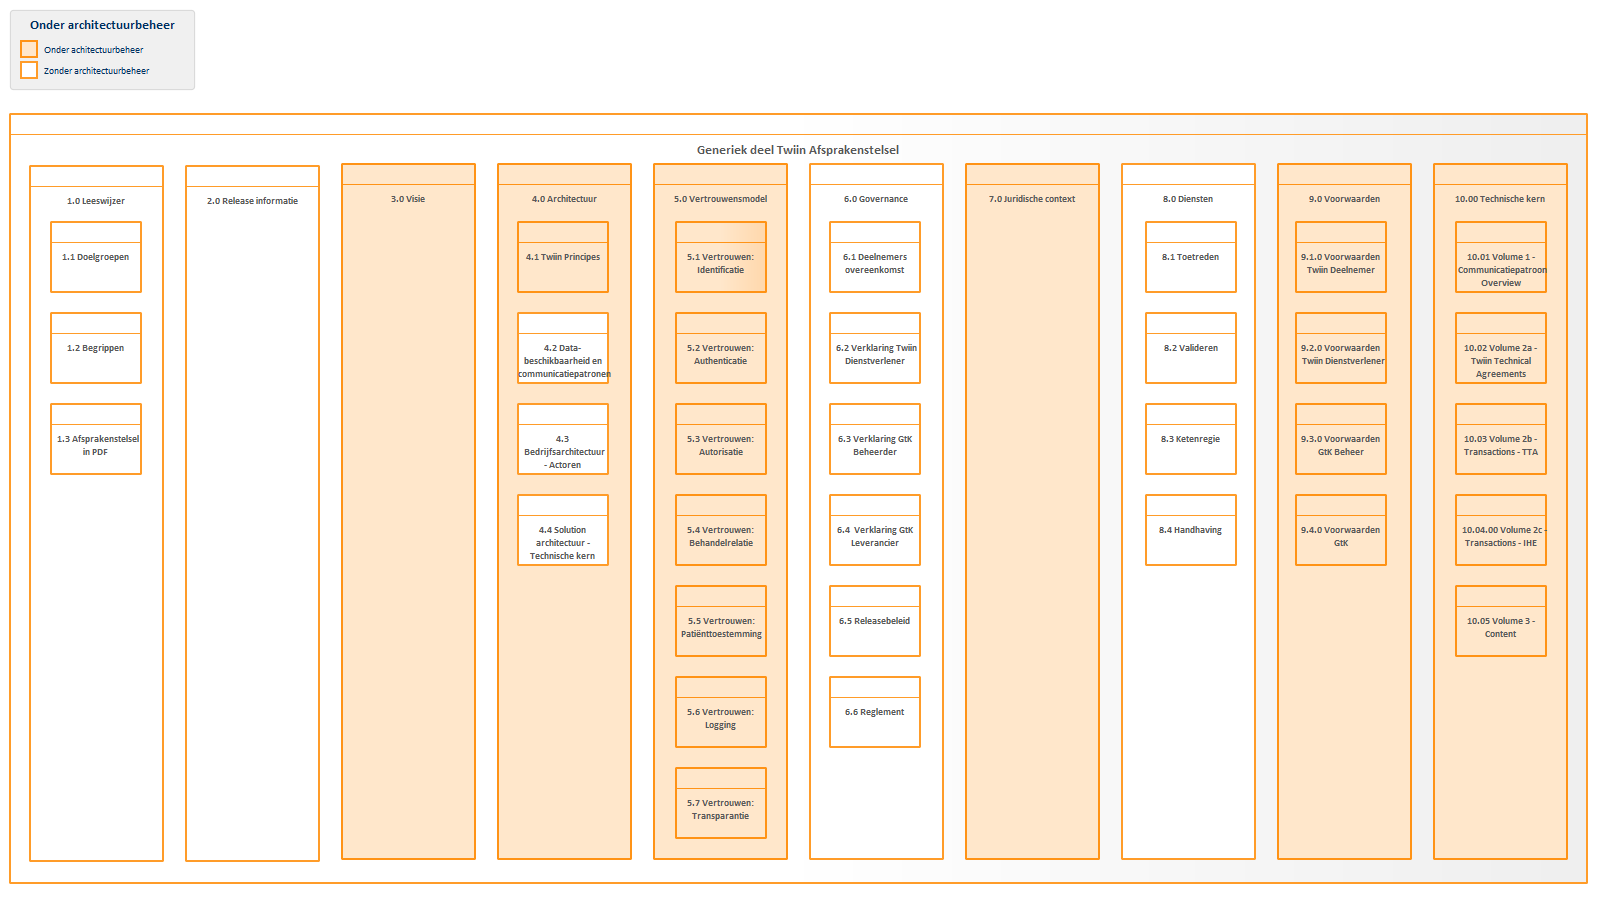 Onder architectuurbeheer
Onder achitectuurbeheer
Zonder architectuurbeheer
Generiek deel Twiin Afsprakenstelsel
1.0 Leeswijzer
1.1 Doelgroepen
1.2 Begrippen
1.3 Afsprakenstelsel
in PDF
2.0 Release informatie
3.0 Visie
4.0 Architectuur
4.1 Twiin Principes
4.2 Data-
beschikbaarheid en
communicatiepatronen
4.3
Bedrijfsarchitectuur
- Actoren
4.4 Solution
architectuur -
Technische kern
5.0 Vertrouwensmodel
5.1 Vertrouwen:
Identificatie
5.2 Vertrouwen:
Authenticatie
5.3 Vertrouwen:
Autorisatie
5.4 Vertrouwen:
Behandelrelatie
5.5 Vertrouwen:
Patiënttoestemming
5.6 Vertrouwen:
Logging
5.7 Vertrouwen:
Transparantie
6.0 Governance
6.1 Deelnemers
overeenkomst
6.2 Verklaring Twiin
Dienstverlener
6.3 Verklaring GtK
Beheerder
6.4 Verklaring GtK
Leverancier
6.5 Releasebeleid
6.6 Reglement
7.0 Juridische context
8.0 Diensten
8.1 Toetreden
8.2 Valideren
8.3 Ketenregie
8.4 Handhaving
9.0 Voorwaarden
9.1.0 Voorwaarden
Twiin Deelnemer
9.2.0 Voorwaarden
Twiin Dienstverlener
9.3.0 Voorwaarden
GtK Beheer
9.4.0 Voorwaarden
GtK
10.00 Technische kern
10.01 Volume 1 -
Communicatiepatroon
Overview
10.02 Volume 2a -
Twiin Technical
Agreements
10.03 Volume 2b -
Transactions - TTA
10.04.00 Volume 2c -
Transactions - IHE
10.05 Volume 3 -
Content